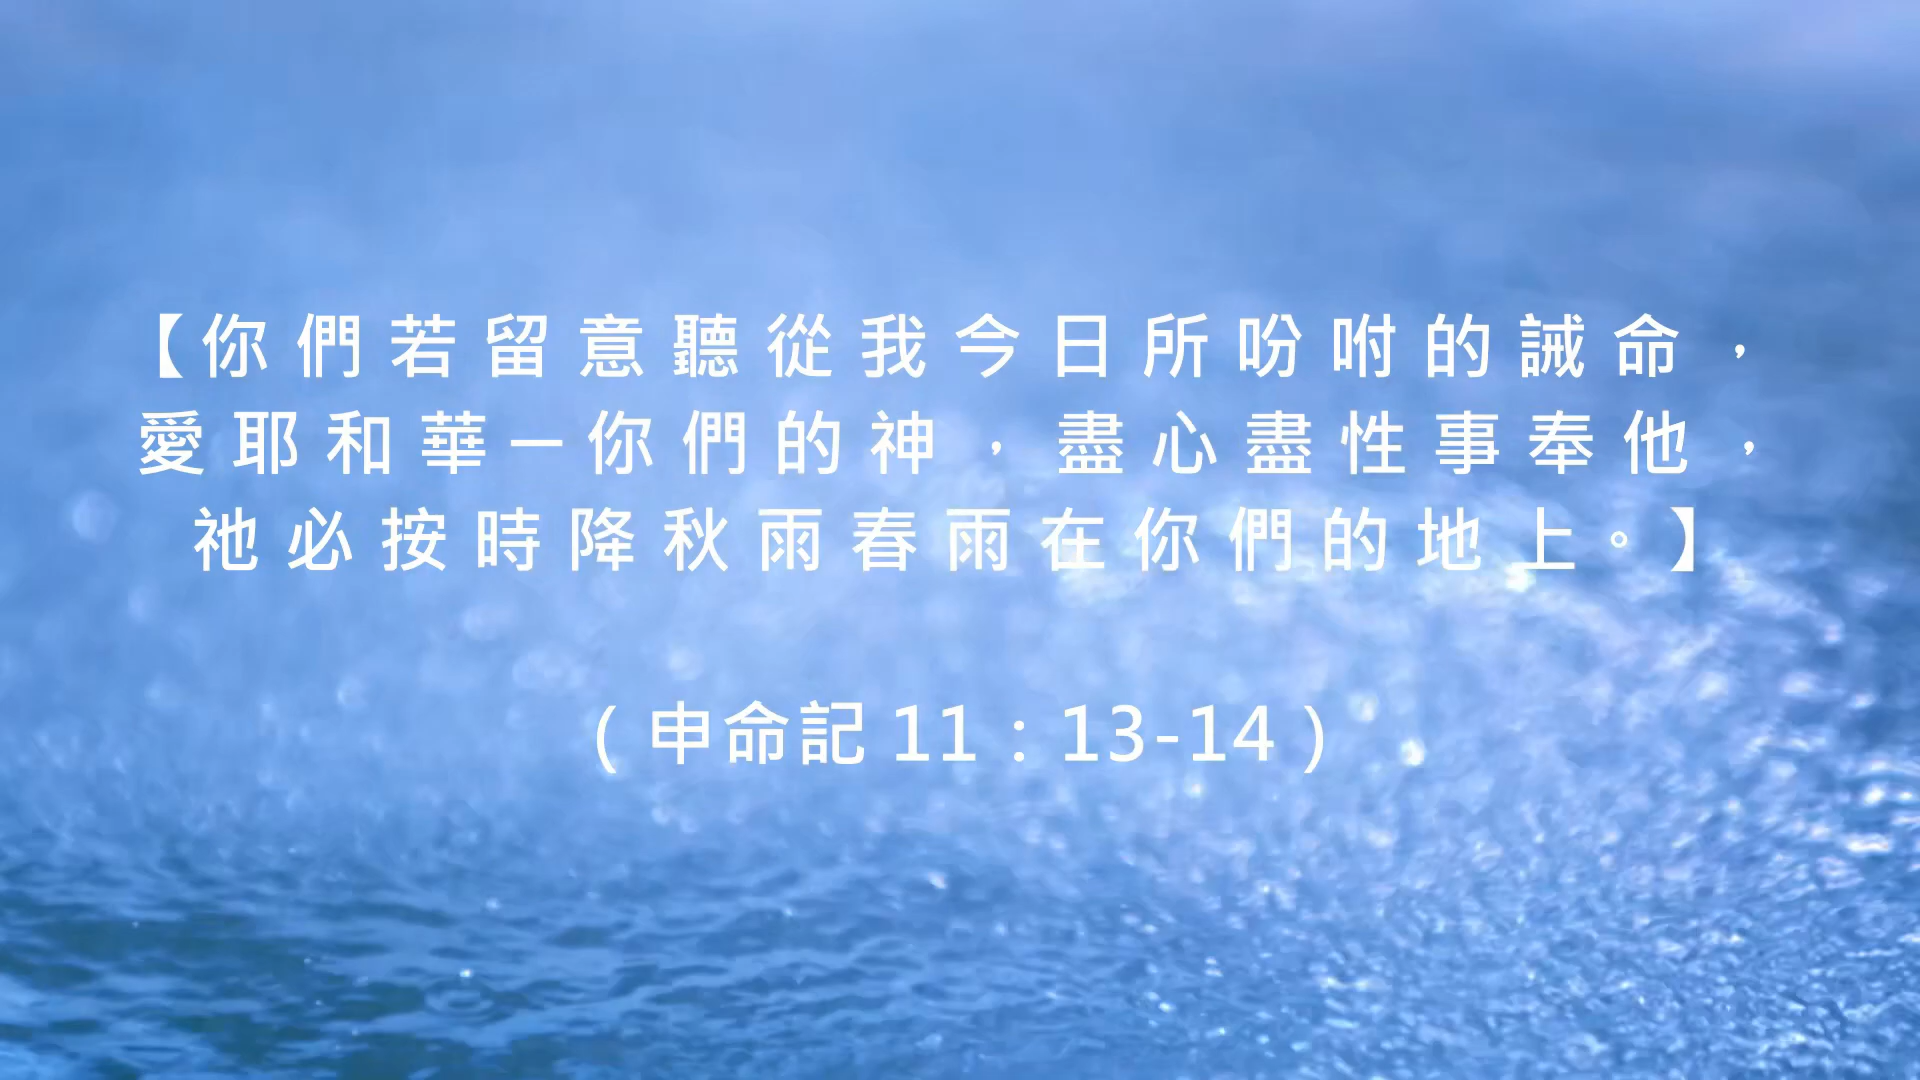 【你們若留意聽從我今日所吩咐的誡命，
愛耶和華─你們的神，盡心盡性事奉他，
祂必按時降秋雨春雨在你們的地上。】
（申命記 11：13-14）